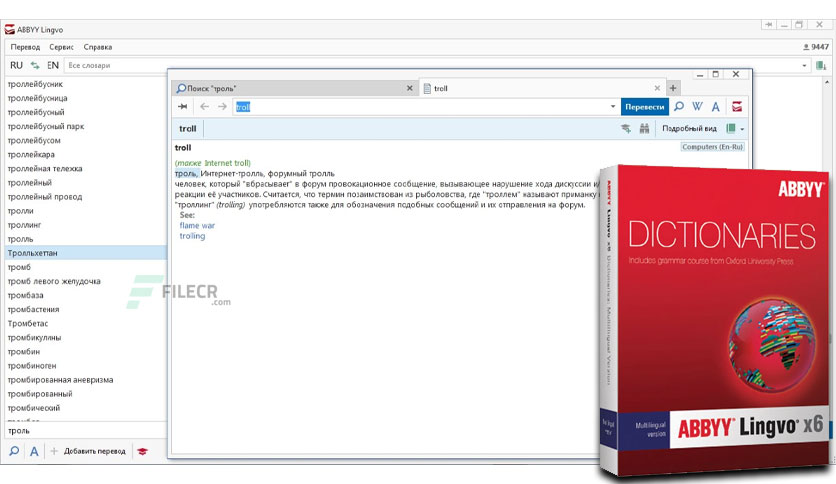 ABBYY Lingvo
Перевод Сервис Справка
9447
RU EN Все словари
троллейбусник
троллейбусница
троллейбусный
троллейбусный парк
троллейбусом
троллейкара
троллейная тележка
троллейный
троллейный провод
тролли
троллинг
тролль
Тролльхеттан
тромб
тромб левого желудочка
тромбаза
тромбастения
Тромбетас
тромбикулины
тромбин
тромбиноген
тромбированная аневризма
тромбированный
тромбический
троль
Добавить перевод
Поиск "троль"
troll
troll
Перевести
troll
Подробный вид
troll
Computers (En-Ru)
(также Internet troll)
троль, Интернет-тролль, форумный тролль
человек, который "вбрасывает" в форум провокационное сообщение, вызывающее нарушение хода дискуссии и/
реакции её участников. Считается, что термин позаимствован из рыболовства, где "троллем" называют приманку
"троллинг" (trolling) употребляются также для обозначения подобных сообщений и их отправления на форум.
See:
flame war
trolling
FILECR
.com
ABBYY
DICTIONARIES
Includes grammar course from Oxford University Press
Multilingual
version
ABBYY Lingvo x6
ABBYY Lingvo x6 Dictionaries: Multilingual Version